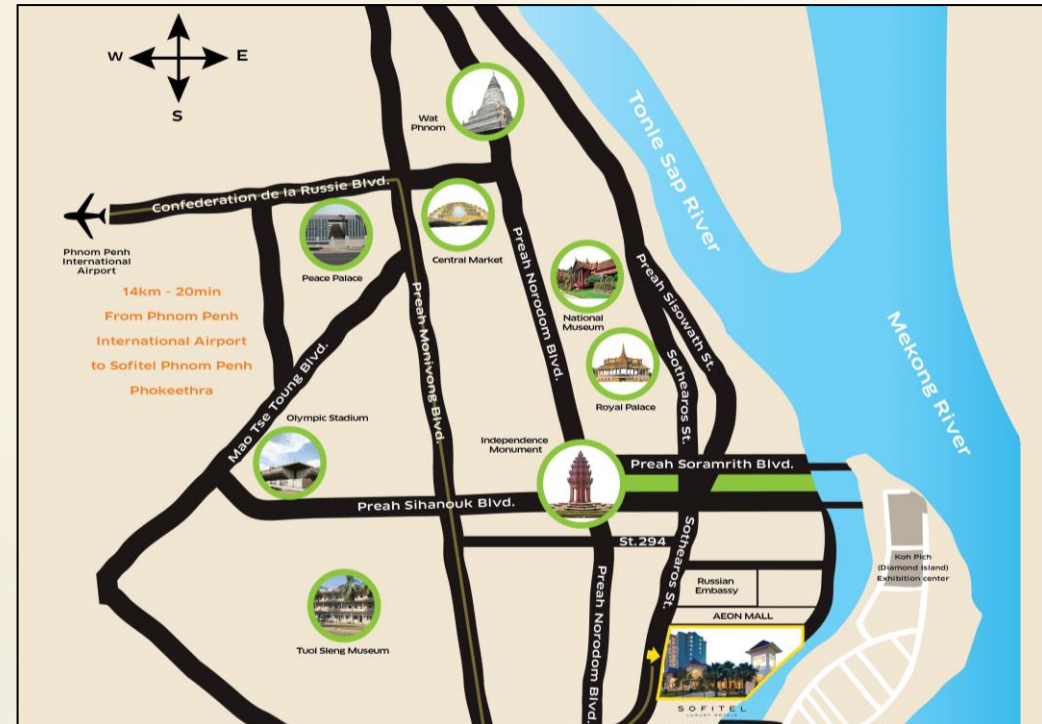 W
E
S
Wat
Phnom
Tonle Sap River
Confederation de la Russie Blvd.
Phnom Penh
International
Airport
Peace Palace
Central Market
14km - 20min
From Phnom Penh
International Airport
to Sofitel Phnom Penh
Phokeethra
Preah Norodom Blvd.
National
Museum
Preah Sisowath St.
Mekong River
Preah Monivong Blvd.
Royal Palace
Sothearos St.
Mao Tse Toung Blvd.
Olympic Stadium
Independence
Monument
Preah Soramrith Blvd.
Preah Sihanouk Blvd.
St.294
Sothearos St.
Koh Pich
(Diamond Island)
Exhibition center
Russian
Embassy
AEON MALL
Preah Norodom Blvd.
Tuol Sleng Museum
SOFITEL
LUXURY HOTELS